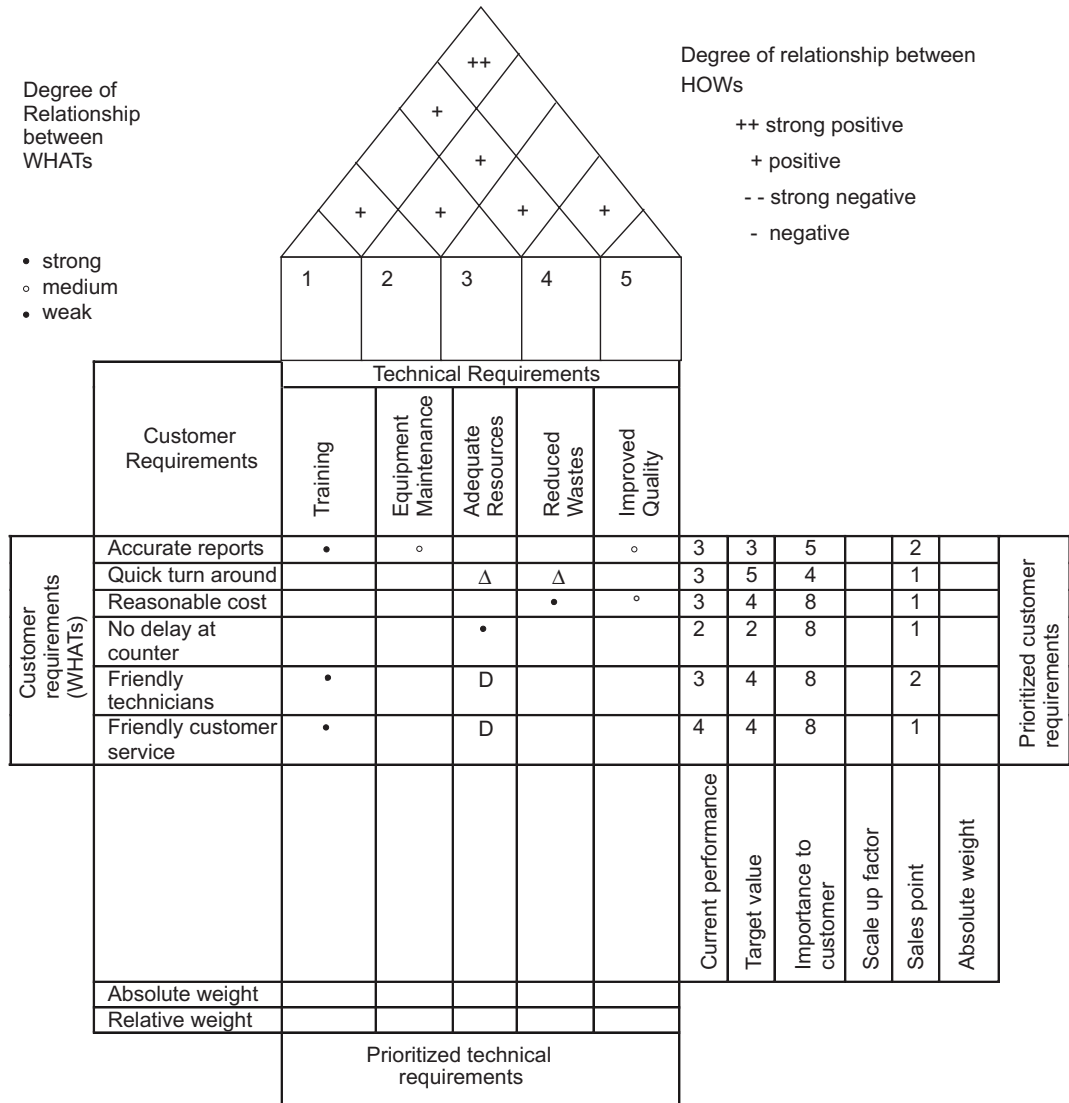 Degree of
Relationship
between
WHATs
• strong
◦ medium
• weak
Degree of relationship between
HOWs
++ strong positive
+ positive
- - strong negative
- negative
++
+
+
+ + + +
1 2 3 4 5
Technical Requirements
Customer
Requirements
Training
Equipment
Maintenance
Adequate
Resources
Reduced
Wastes
Improved
Quality
Customer
requirements
(WHATs)
Accurate reports • ◦ ◦ 3 3 5 2
Quick turn around Δ Δ 3 5 4 1
Reasonable cost • ◦ 3 4 8 1
No delay at
counter • 2 2 8 1
Friendly
technicians • D 3 4 8 2
Friendly customer
service • D 4 4 8 1
Prioritized customer
requirements
Current performance
Target value
Importance to
customer
Scale up factor
Sales point
Absolute weight
Absolute weight
Relative weight
Prioritized technical
requirements